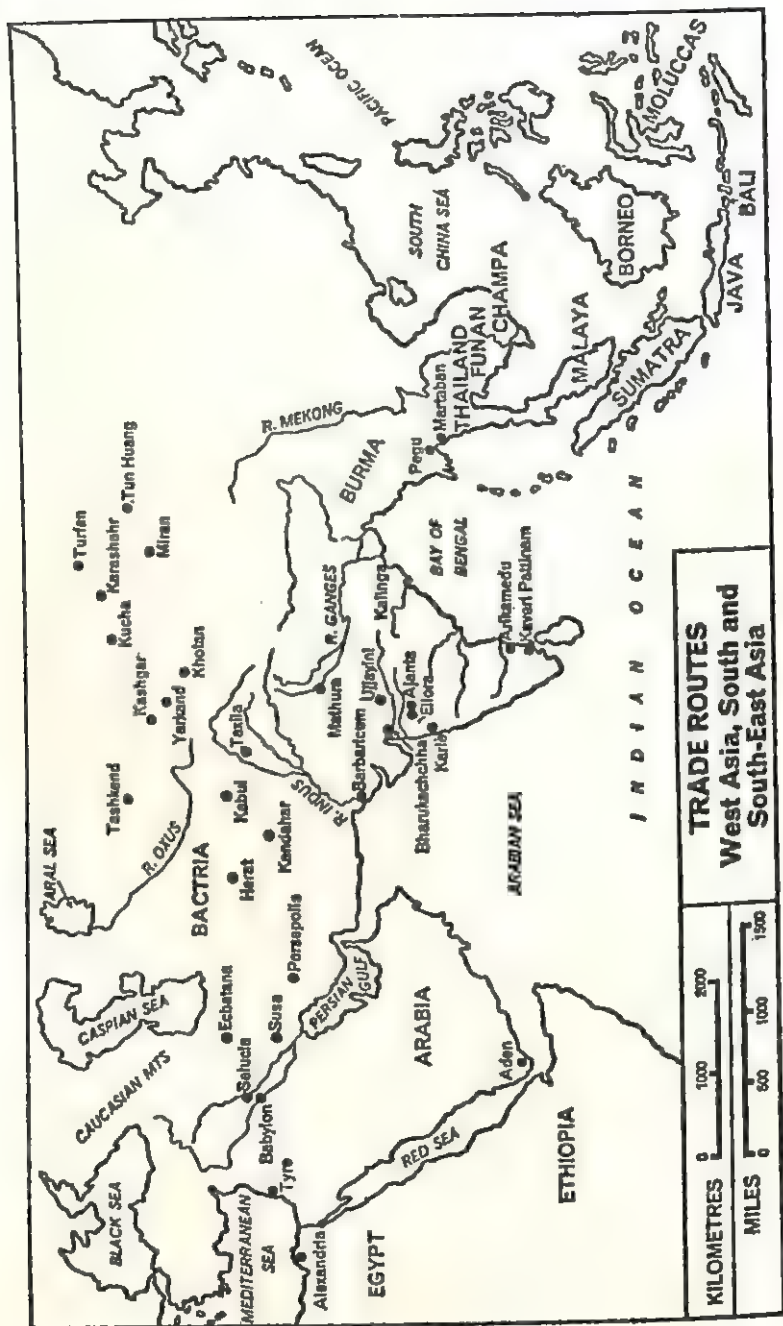 BLACK SEA
CAUCASIAN MTS
CASPIAN SEA
ARAL SEA
R. OXUS
Tashkend
Kashgar
Yarkand
Khotan
Kucha
Karashahr
Turfan
Miran
Tun Huang
PACIFIC OCEAN
MEDITERRANEAN
SEA
Tyre
Alexandria
EGYPT
Babylon
Selucia
Ecbatana
Susa
Persepolis
PERSIAN
GULF
BACTRIA
Herat
Kandahar
Kabul
Taxila
R. INDUS
Mathura
R. GANGES
Barbaricum
Ujjayini
Ajanta
Ellora
Bharukachchha
Karle
Kalinga
BAY OF
BENGAL
Arikamedu
Kaveri Pattinam
ARABIAN SEA
ARABIA
Aden
RED SEA
ETHIOPIA
BURMA
R. MEKONG
Pegu
Martaban
THAILAND
FUNAN
CHAMPA
SOUTH
CHINA SEA
MALAYA
SUMATRA
BORNEO
MOLUCCAS
JAVA
BALI
INDIAN OCEAN
KILOMETRES 0 1000 2000
MILES 0 500 1000 1500
TRADE ROUTES
West Asia, South and
South-East Asia